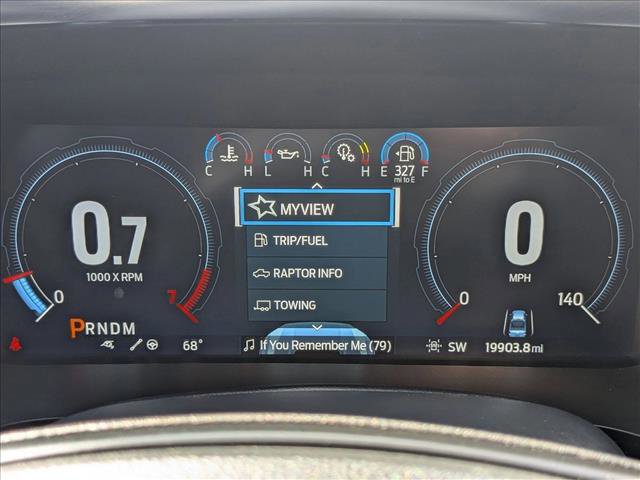 C H L H C H E 327 F
mi to E
MYVIEW
TRIP/FUEL
RAPTOR INFO
TOWING
0.7
1000 X RPM
0 7
0
MPH
0 140
PRNDM
68°
If You Remember Me (79)
SW
19903.8 mi